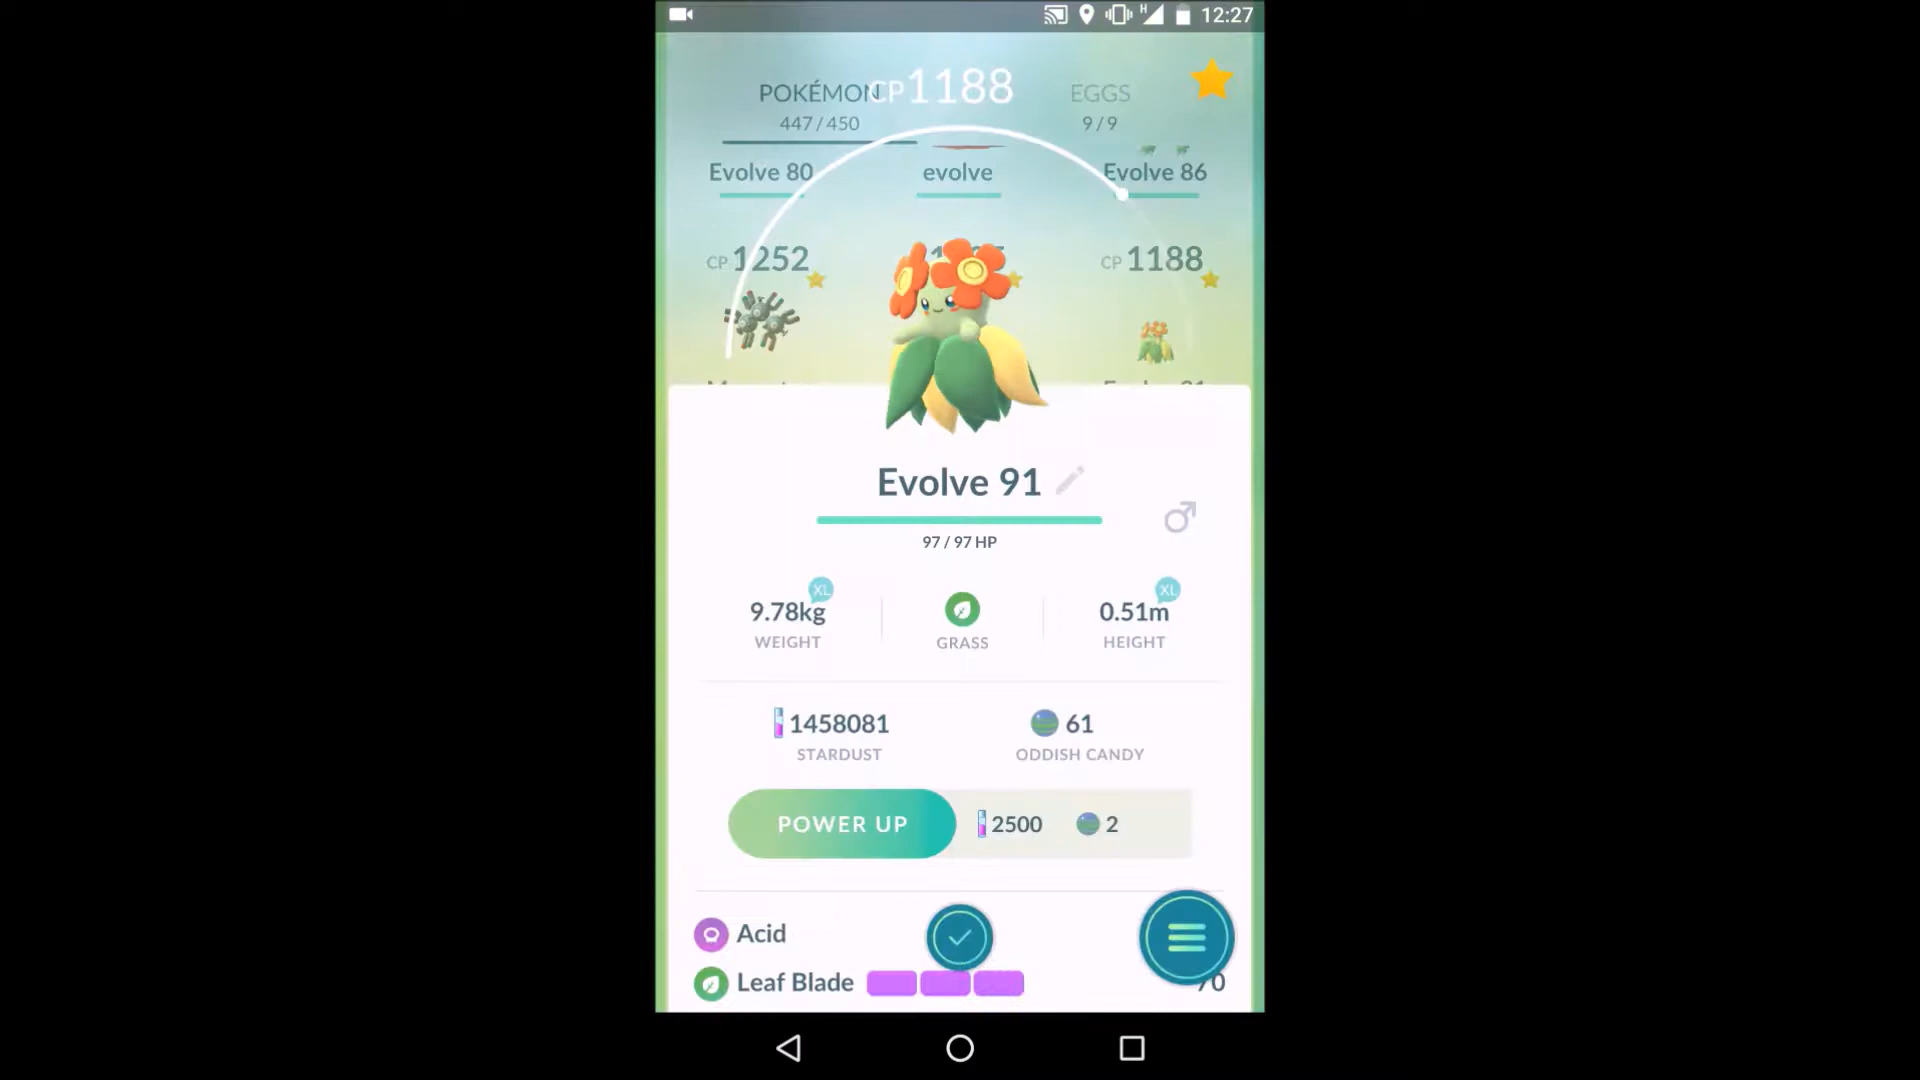 H 12:27
POKÉMON CP1188 EGGS
447 / 450 9 / 9
Evolve 80 evolve Evolve 86
CP 1252 CP 1188
Evolve 91
97 / 97 HP
XL XL
9.78kg 0.51m
WEIGHT GRASS HEIGHT
1458081 61
STARDUST ODDISH CANDY
POWER UP 2500 2
Acid
Leaf Blade 70